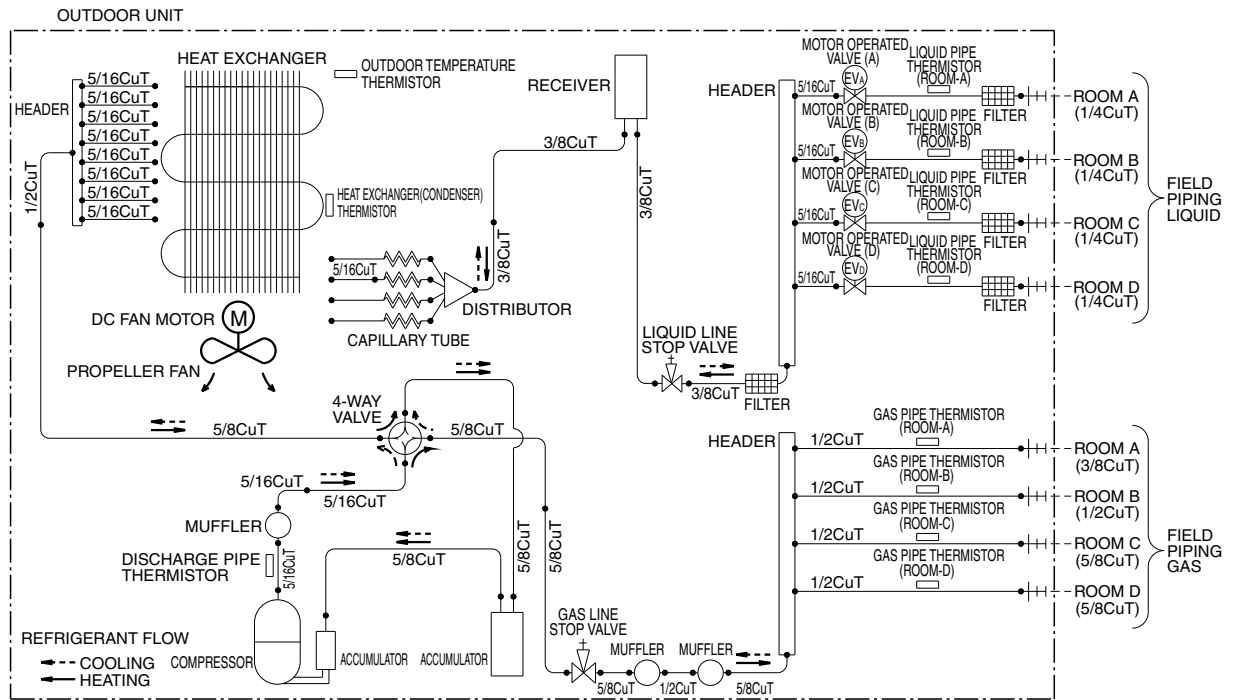 OUTDOOR UNIT
HEAT EXCHANGER
HEADER
5/16CuT
5/16CuT
5/16CuT
5/16CuT
5/16CuT
5/16CuT
5/16CuT
5/16CuT
1/2CuT
OUTDOOR TEMPERATURE
THERMISTOR
HEAT EXCHANGER(CONDENSER)
THERMISTOR
RECEIVER
3/8CuT
3/8CuT
3/8CuT
5/16CuT
DISTRIBUTOR
CAPILLARY TUBE
DC FAN MOTOR
M
PROPELLER FAN
HEADER
MOTOR OPERATED
VALVE (A)
EVA
5/16CuT
LIQUID PIPE
THERMISTOR
(ROOM-A)
FILTER
ROOM A
(1/4CuT)
MOTOR OPERATED
VALVE (B)
EVB
5/16CuT
LIQUID PIPE
THERMISTOR
(ROOM-B)
FILTER
ROOM B
(1/4CuT)
MOTOR OPERATED
VALVE (C)
EVC
5/16CuT
LIQUID PIPE
THERMISTOR
(ROOM-C)
FILTER
ROOM C
(1/4CuT)
MOTOR OPERATED
VALVE (D)
EVD
5/16CuT
LIQUID PIPE
THERMISTOR
(ROOM-D)
FILTER
ROOM D
(1/4CuT)
FIELD
PIPING
LIQUID
LIQUID LINE
STOP VALVE
3/8CuT
FILTER
4-WAY
VALVE
5/8CuT
5/8CuT
5/16CuT
5/16CuT
MUFFLER
DISCHARGE PIPE
THERMISTOR
5/16CuT
5/8CuT
5/8CuT
5/8CuT
HEADER
1/2CuT
GAS PIPE THERMISTOR
(ROOM-A)
ROOM A
(3/8CuT)
1/2CuT
GAS PIPE THERMISTOR
(ROOM-B)
ROOM B
(1/2CuT)
1/2CuT
GAS PIPE THERMISTOR
(ROOM-C)
ROOM C
(5/8CuT)
1/2CuT
GAS PIPE THERMISTOR
(ROOM-D)
ROOM D
(5/8CuT)
FIELD
PIPING
GAS
GAS LINE
STOP VALVE
MUFFLER
MUFFLER
5/8CuT
1/2CuT
5/8CuT
REFRIGERANT FLOW
COOLING
HEATING
COMPRESSOR
ACCUMULATOR
ACCUMULATOR